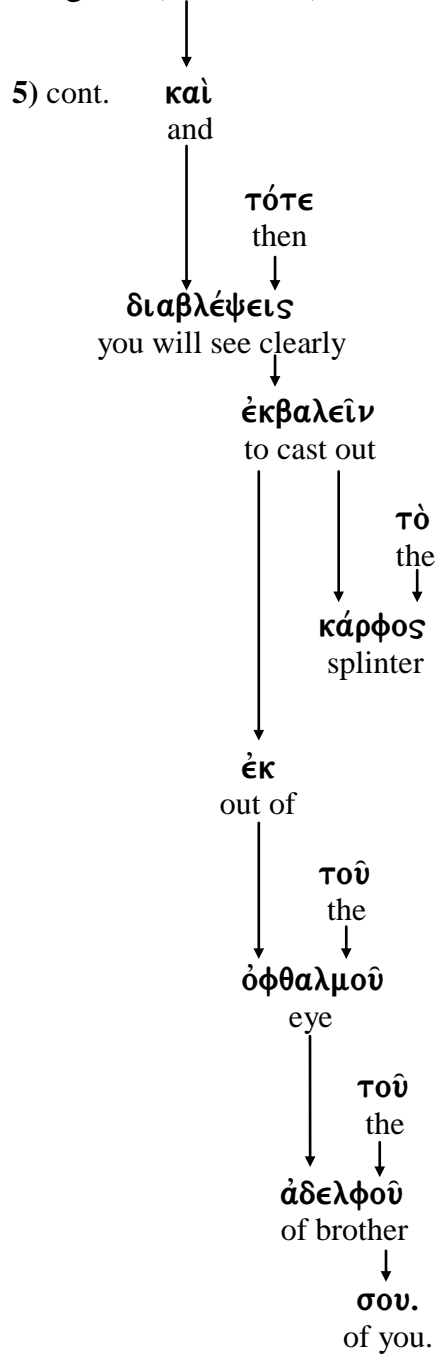 5) cont. καὶ
and
τότε
then
διαβλέψεις
you will see clearly
ἐκβαλεῖν
to cast out
τὸ
the
κάρφος
splinter
ἐκ
out of
τοῦ
the
ὀφθαλμοῦ
eye
τοῦ
the
ἀδελφοῦ
of brother
σου.
of you.